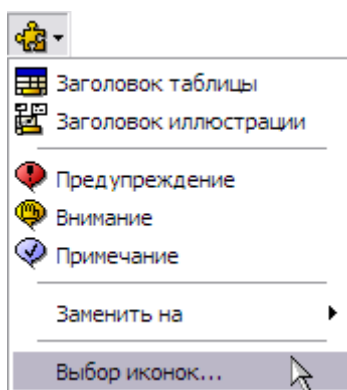 Заголовок таблицы
Заголовок иллюстрации
Предупреждение
Внимание
Примечание
Заменить на
Выбор иконок...